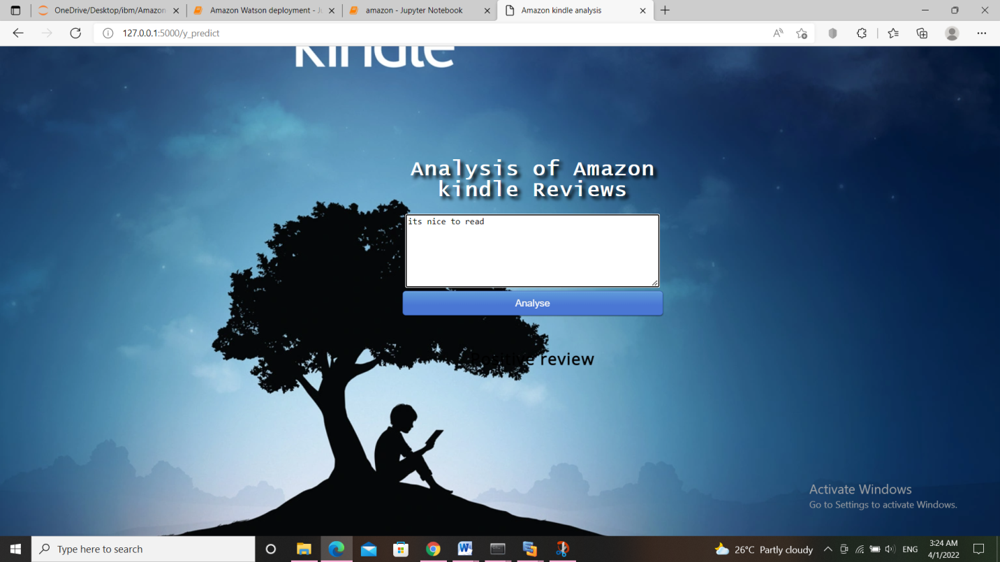 OneDrive/Desktop/ibm/Amazon
Amazon Watson deployment - Ju
amazon - Jupyter Notebook
Amazon kindle analysis
127.0.0.1:5000/y_predict
kindle
Analysis of Amazon
kindle Reviews
its nice to read
Analyse
Positive review
Activate Windows
Go to Settings to activate Windows.
Type here to search
26°C Partly cloudy
ENG
3:24 AM
4/1/2022